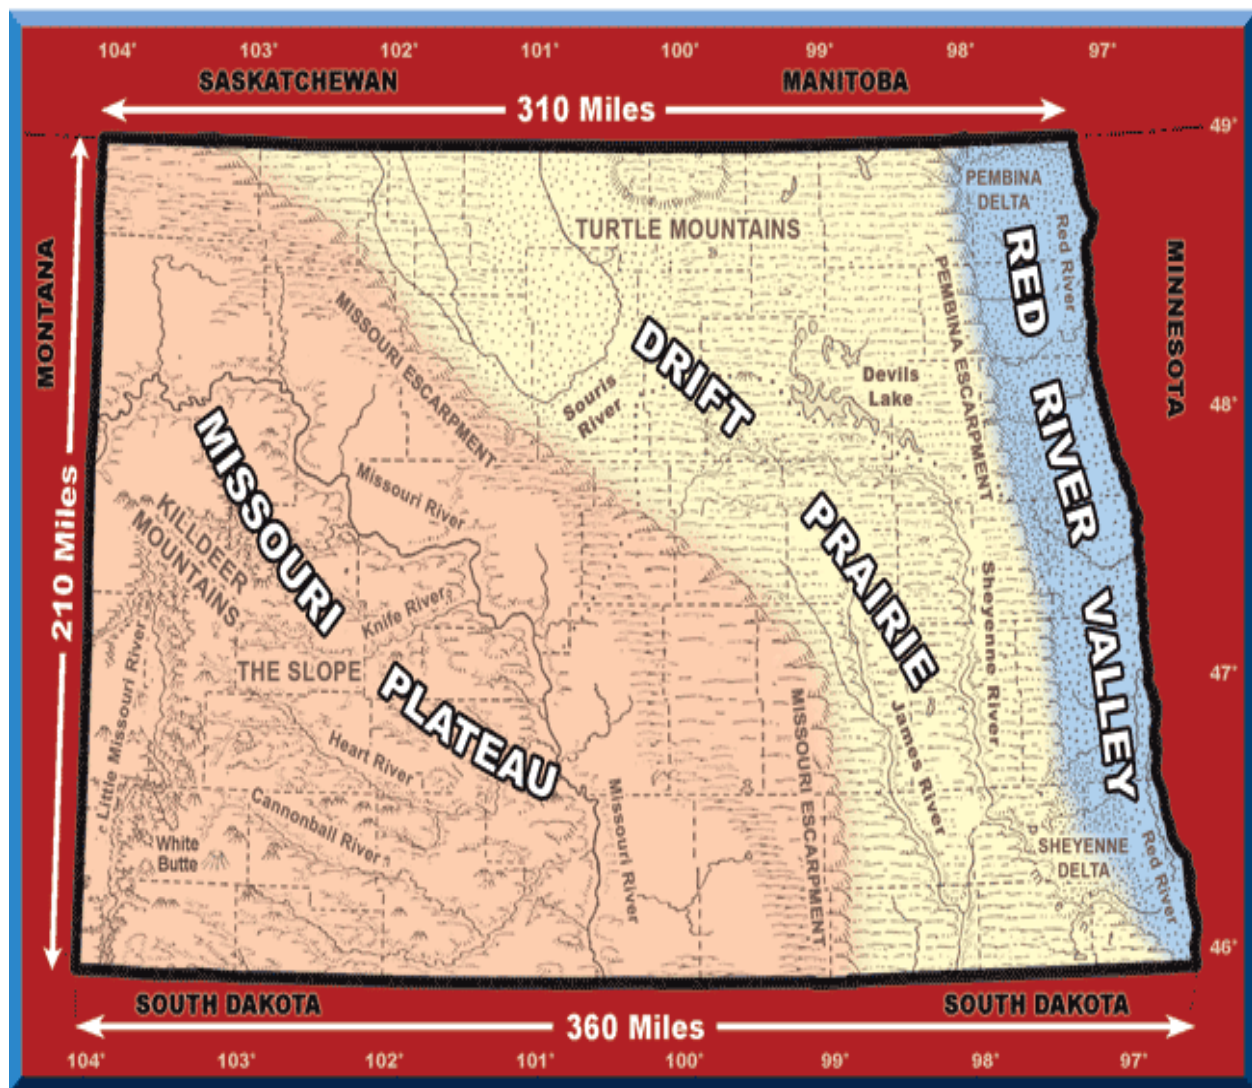 104° 103° 102° 101° 100° 99° 98° 97°
SASKATCHEWAN MANITOBA
310 Miles
49°
PEMBINA
DELTA
Red River
TURTLE MOUNTAINS
RED
RIVER
VALLEY
MONTANA
MINNESOTA
PEMBINA ESCARPMENT
MISSOURI ESCARPMENT
DRIFT
PRAIRIE
Devils
Lake
Souris
River
48°
MISSOURI
PLATEAU
Missouri River
210 Miles
KILLDEER
MOUNTAINS
Knife River
Sheyenne River
Little Missouri River
THE SLOPE
47°
MISSOURI ESCARPMENT
James River
Heart River
Missouri River
Cannonball River
White
Butte
SHEYENNE
DELTA
Red River
46°
SOUTH DAKOTA SOUTH DAKOTA
360 Miles
104° 103° 102° 101° 100° 99° 98° 97°